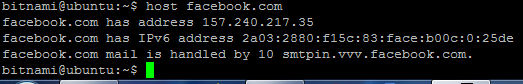 bitnami@ubuntu:~$ host facebook.com
facebook.com has address 157.240.217.35
facebook.com has IPv6 address 2a03:2880:f15c:83:face:b00c:0:25de
facebook.com mail is handled by 10 smtpin.vvv.facebook.com.
bitnami@ubuntu:~$